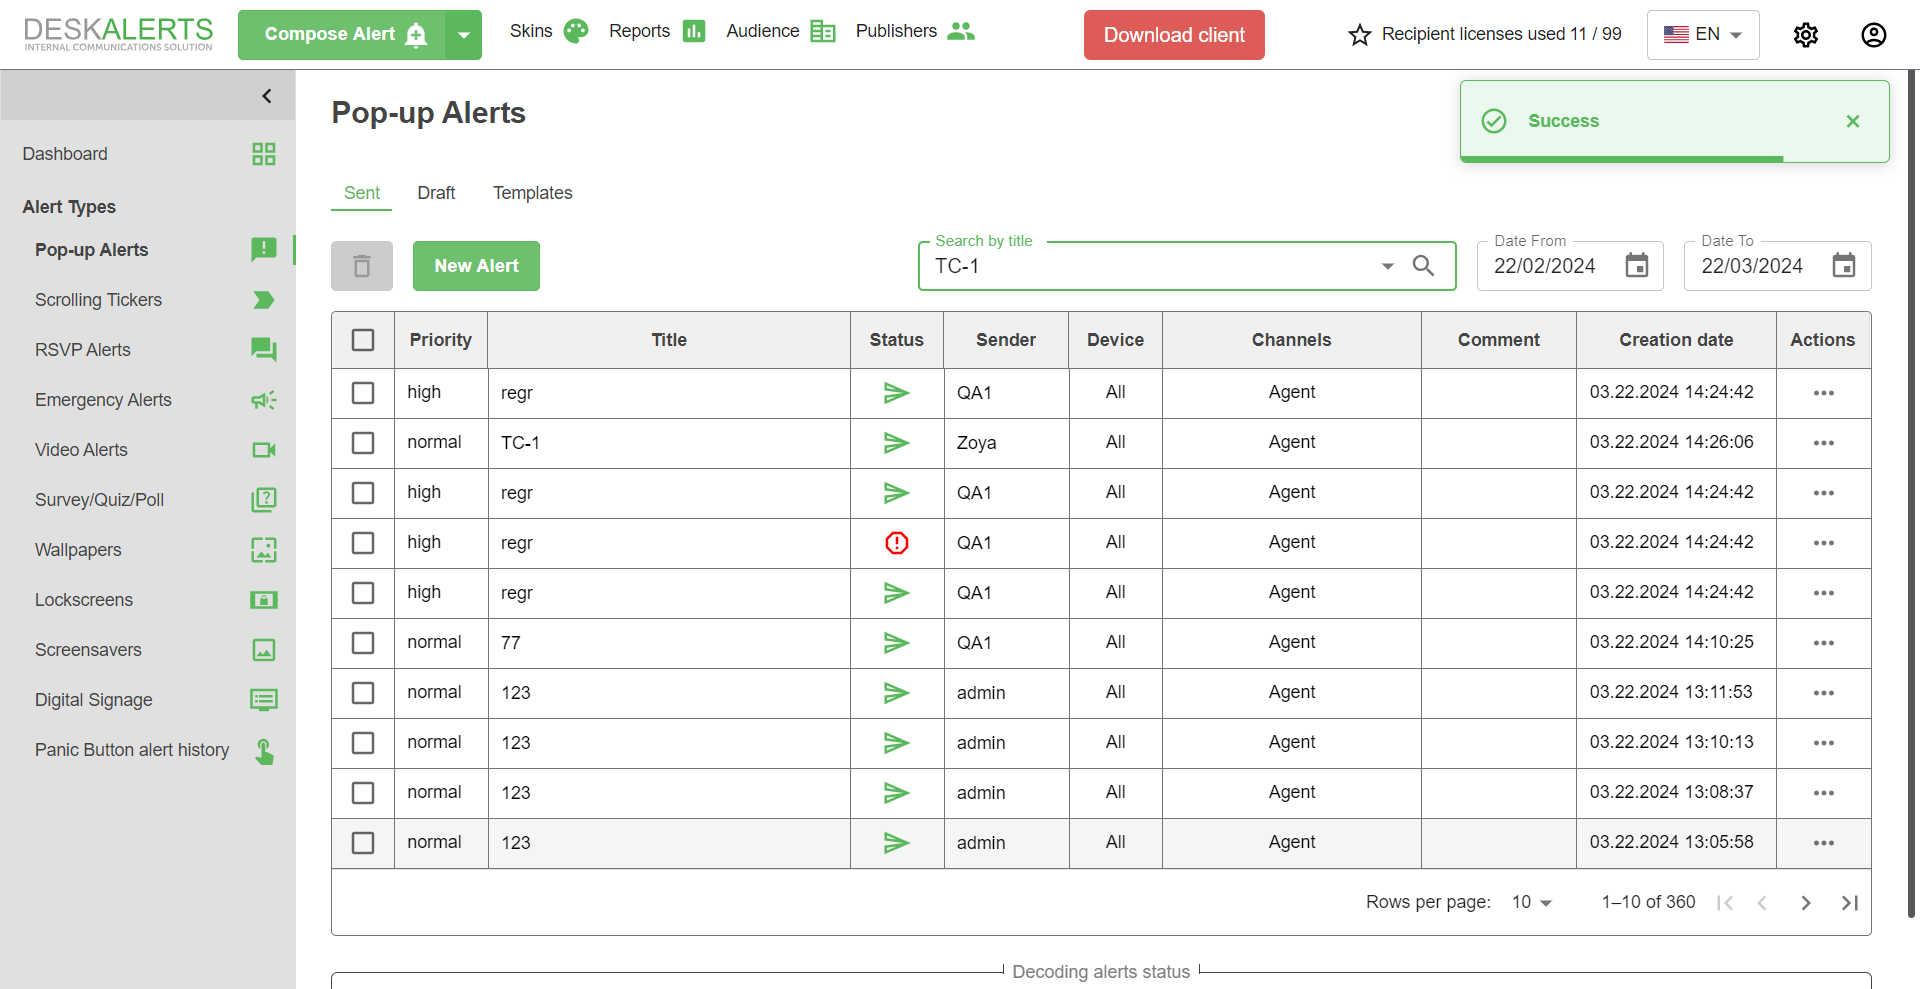 DESKALERTS
INTERNAL COMMUNICATIONS SOLUTION
Compose Alert
Skins
Reports
Audience
Publishers
Download client
Recipient licenses used 11 / 99
EN
Dashboard
Alert Types
Pop-up Alerts
Scrolling Tickers
RSVP Alerts
Emergency Alerts
Video Alerts
Survey/Quiz/Poll
Wallpapers
Lockscreens
Screensavers
Digital Signage
Panic Button alert history
Pop-up Alerts
Success
Sent Draft Templates
New Alert
Search by title
TC-1
Date From
22/02/2024
Date To
22/03/2024
Priority Title Status Sender Device Channels Comment Creation date Actions
high regr QA1 All Agent 03.22.2024 14:24:42
normal TC-1 Zoya All Agent 03.22.2024 14:26:06
high regr QA1 All Agent 03.22.2024 14:24:42
high regr QA1 All Agent 03.22.2024 14:24:42
high regr QA1 All Agent 03.22.2024 14:24:42
normal 77 QA1 All Agent 03.22.2024 14:10:25
normal 123 admin All Agent 03.22.2024 13:11:53
normal 123 admin All Agent 03.22.2024 13:10:13
normal 123 admin All Agent 03.22.2024 13:08:37
normal 123 admin All Agent 03.22.2024 13:05:58
Rows per page: 10 1–10 of 360
Decoding alerts status